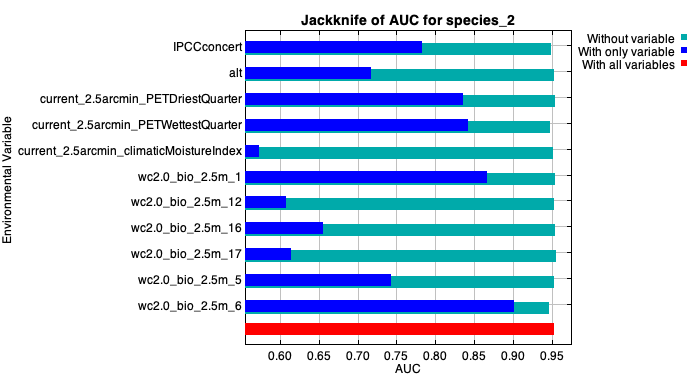 Jackknife of AUC for species_2
Without variable
With only variable
With all variables
Environmental Variable
IPCCconcert
alt
current_2.5arcmin_PETDriestQuarter
current_2.5arcmin_PETWettestQuarter
current_2.5arcmin_climaticMoistureIndex
wc2.0_bio_2.5m_1
wc2.0_bio_2.5m_12
wc2.0_bio_2.5m_16
wc2.0_bio_2.5m_17
wc2.0_bio_2.5m_5
wc2.0_bio_2.5m_6
0.60 0.65 0.70 0.75 0.80 0.85 0.90 0.95
AUC